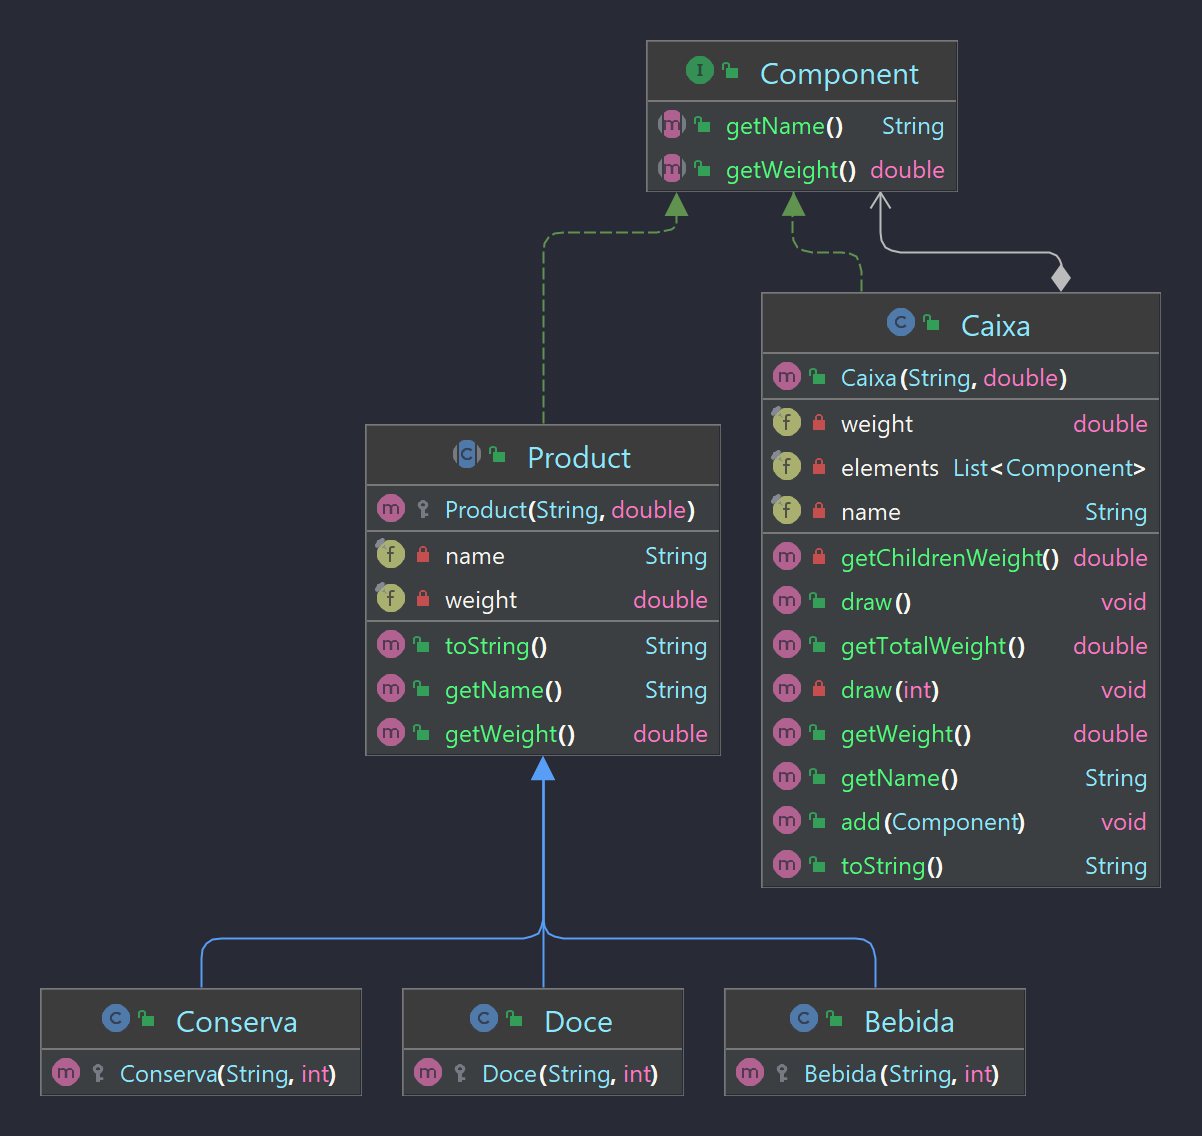 Component
getName() String
getWeight() double
Caixa
Caixa(String, double)
weight double
elements List<Component>
name String
getChildrenWeight() double
draw() void
getTotalWeight() double
draw(int) void
getWeight() double
getName() String
add(Component) void
toString() String
Product
Product(String, double)
name String
weight double
toString() String
getName() String
getWeight() double
Conserva
Conserva(String, int)
Doce
Doce(String, int)
Bebida
Bebida(String, int)